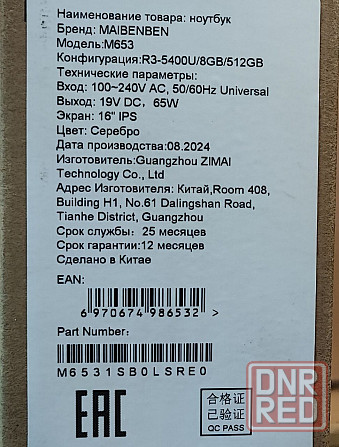 Наименование товара: ноутбук
Бренд: MAIBENBEN
Модель:M653
Конфигурация:R3-5400U/8GB/512GB
Технические параметры:
Вход: 100~240V AC, 50/60Hz Universal
Выход: 19V DC, 65W
Экран: 16" IPS
Цвет: Серебро
Дата производства:08.2024
Изготовитель:Guangzhou ZIMAI
Technology Co., Ltd
Адрес Изготовителя: Китай,Room 408,
Building H1, No.61 Dalingshan Road,
Tianhe District, Guangzhou
Срок службы: 25 месяцев
Срок гарантии:12 месяцев
Сделано в Китае
EAN:
6 970674 986532 >
Part Number:
M6531SB0LSRE0
EAC
合格证
已验证
QC PASS
DNR
RED